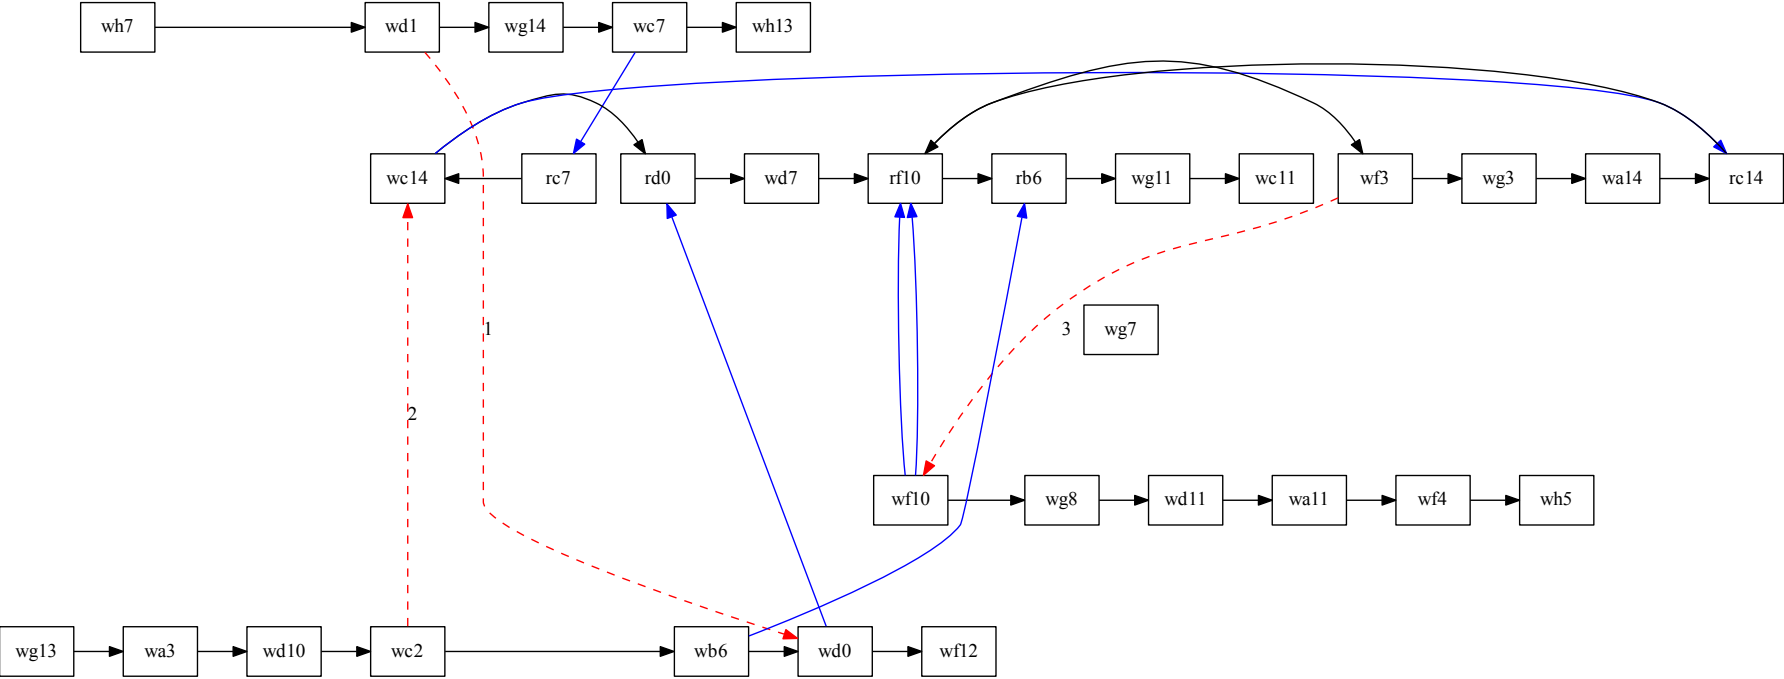 wh7 wd1 wg14 wc7 wh13
wc14 rc7 rd0 wd7 rf10 rb6 wg11 wc11 wf3 wg3 wa14 rc14
1 3 wg7
2
wf10 wg8 wd11 wa11 wf4 wh5
wg13 wa3 wd10 wc2 wb6 wd0 wf12